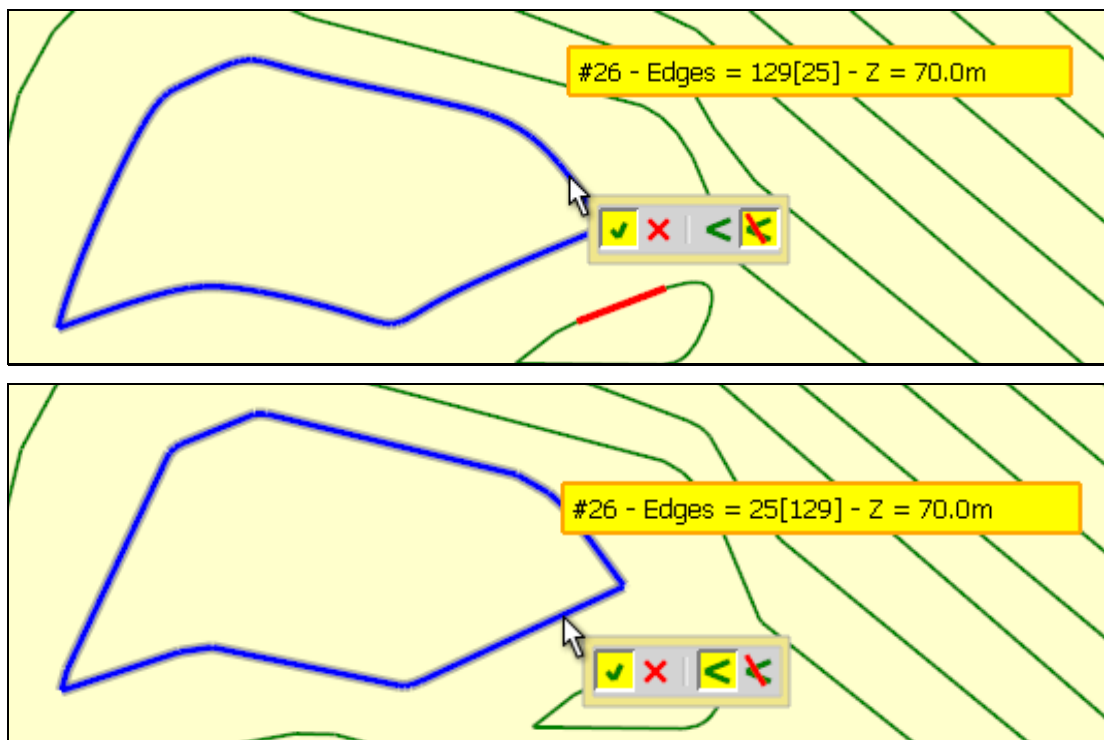 #26 - Edges = 129[25] - Z = 70.0m
#26 - Edges = 25[129] - Z = 70.0m